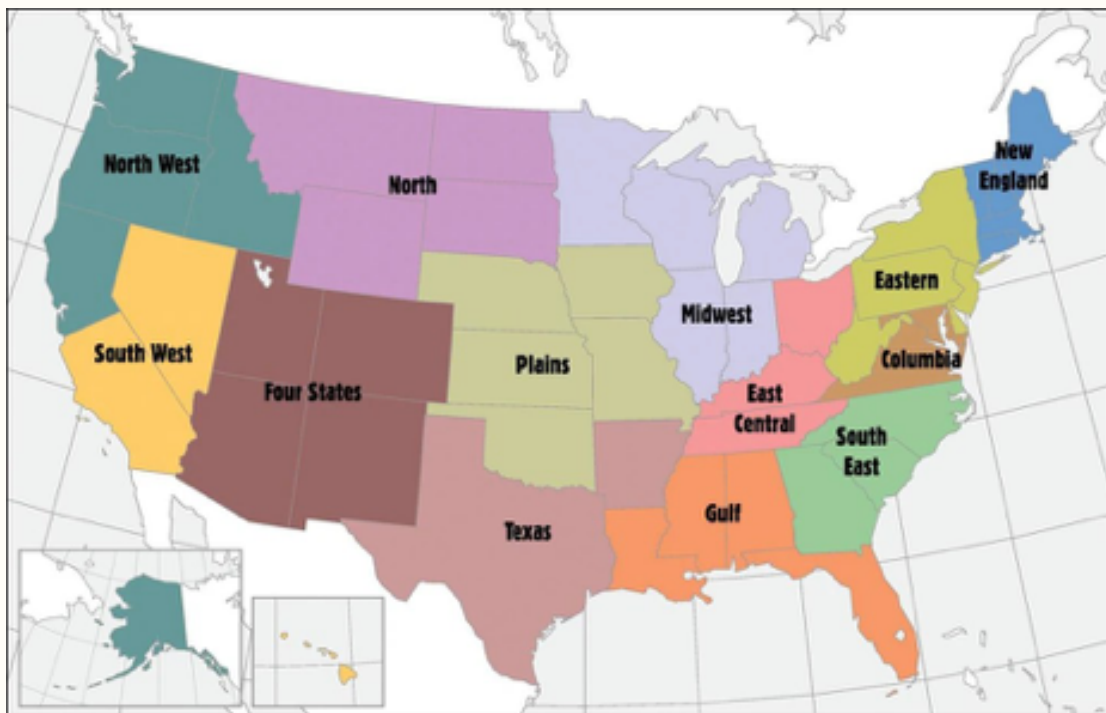 New
England
North West
North
Eastern
Midwest
South West
Plains
Columbia
Four States
East
Central
South
East
Gulf
Texas